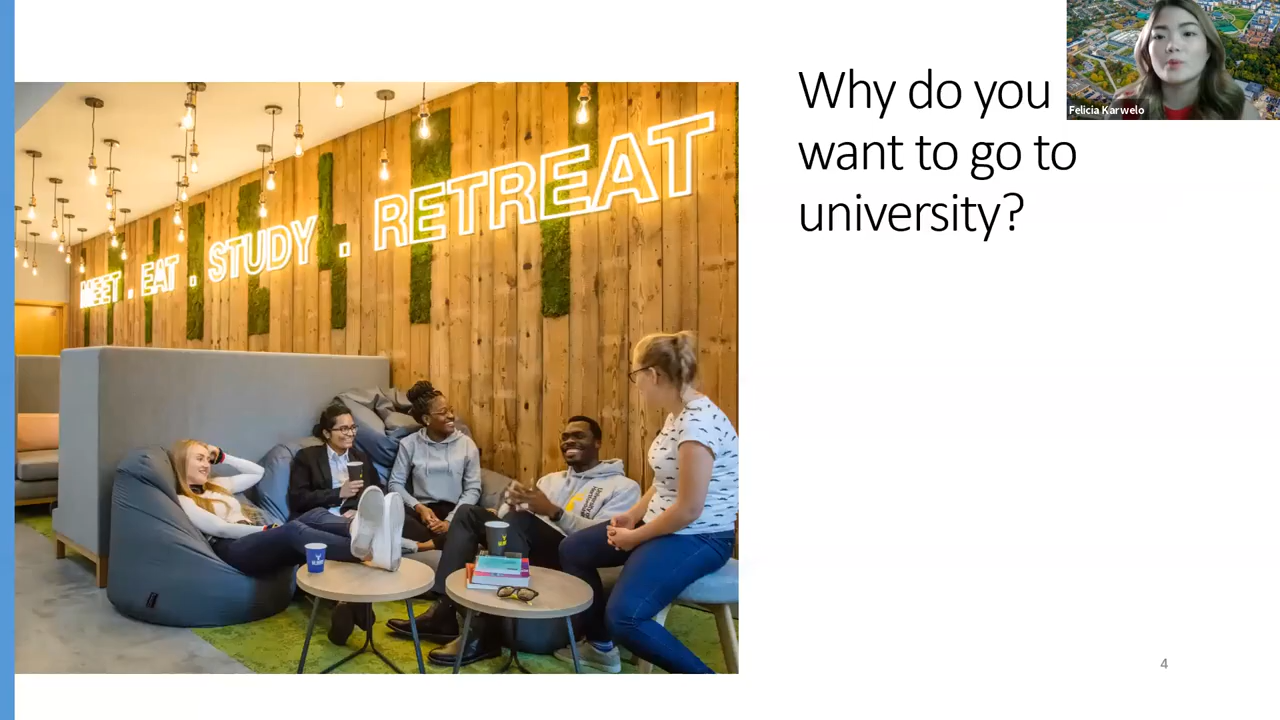 Why do you
want to go to
university?
Felicia Karwelo
MEET . EAT . STUDY . RETREAT
4